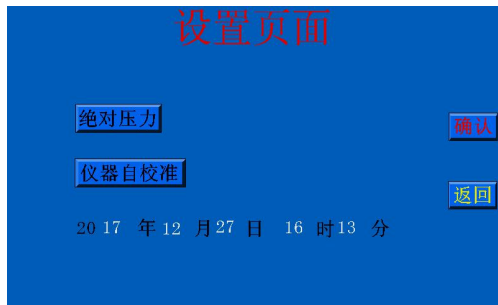 设置页面
绝对压力
确认
仪器自校准
返回
2017 年12 月27 日 16 时13 分